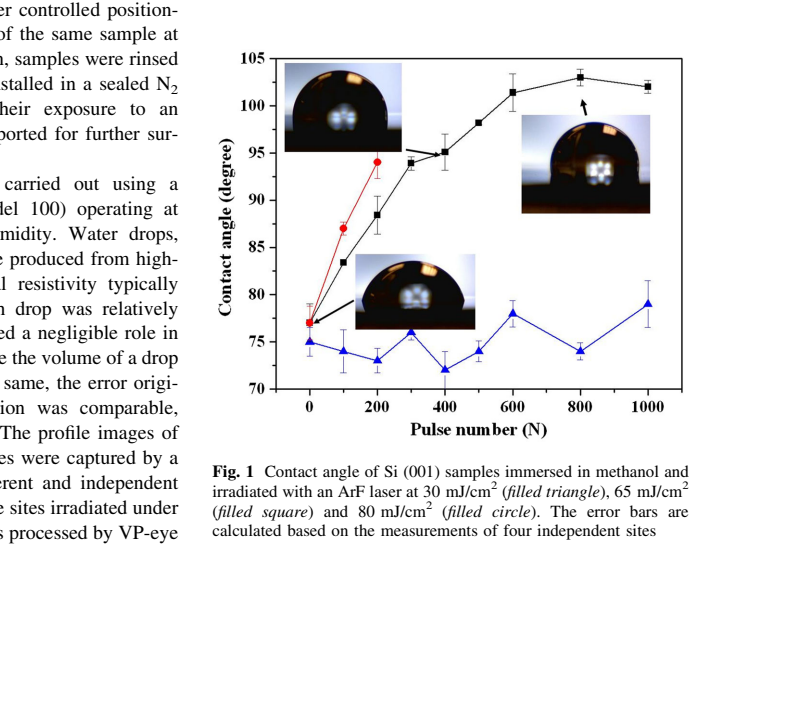 er controlled position-
of the same sample at
n, samples were rinsed
stalled in a sealed N2
heir exposure to an
ported for further sur-
carried out using a
del 100) operating at
midity. Water drops,
e produced from high-
l resistivity typically
n drop was relatively
ed a negligible role in
e the volume of a drop
same, the error origi-
ion was comparable,
The profile images of
es were captured by a
erent and independent
e sites irradiated under
s processed by VP-eye
105
100
95
90
85
80
75
70
Contact angle (degree)
0 200 400 600 800 1000
Pulse number (N)
Fig. 1 Contact angle of Si (001) samples immersed in methanol and
irradiated with an ArF laser at 30 mJ/cm2 (filled triangle), 65 mJ/cm2
(filled square) and 80 mJ/cm2 (filled circle). The error bars are
calculated based on the measurements of four independent sites